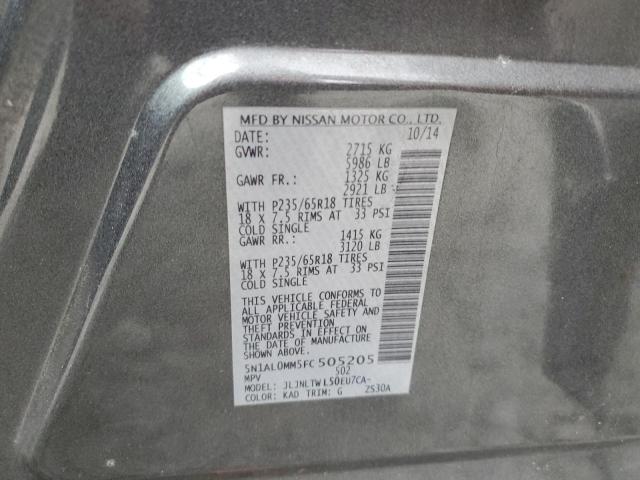 MFD BY NISSAN MOTOR CO., LTD.
DATE: 10/14
GVWR: 2715 KG
5986 LB
GAWR FR.: 1325 KG
2921 LB
WITH P235/65R18 TIRES
18 X 7.5 RIMS AT 33 PSI
COLD SINGLE
GAWR RR.: 1415 KG
3120 LB
WITH P235/65R18 TIRES
18 X 7.5 RIMS AT 33 PSI
COLD SINGLE
THIS VEHICLE CONFORMS TO
ALL APPLICABLE FEDERAL
MOTOR VEHICLE SAFETY AND
THEFT PREVENTION
STANDARDS IN EFFECT ON
THE DATE OF MANUFACTURE
SHOWN ABOVE.
5N1AL0MM5FC505205
MPV 502
MODEL: JLJNLTWL50EU7CA-
COLOR: KAD TRIM: G ZS30A